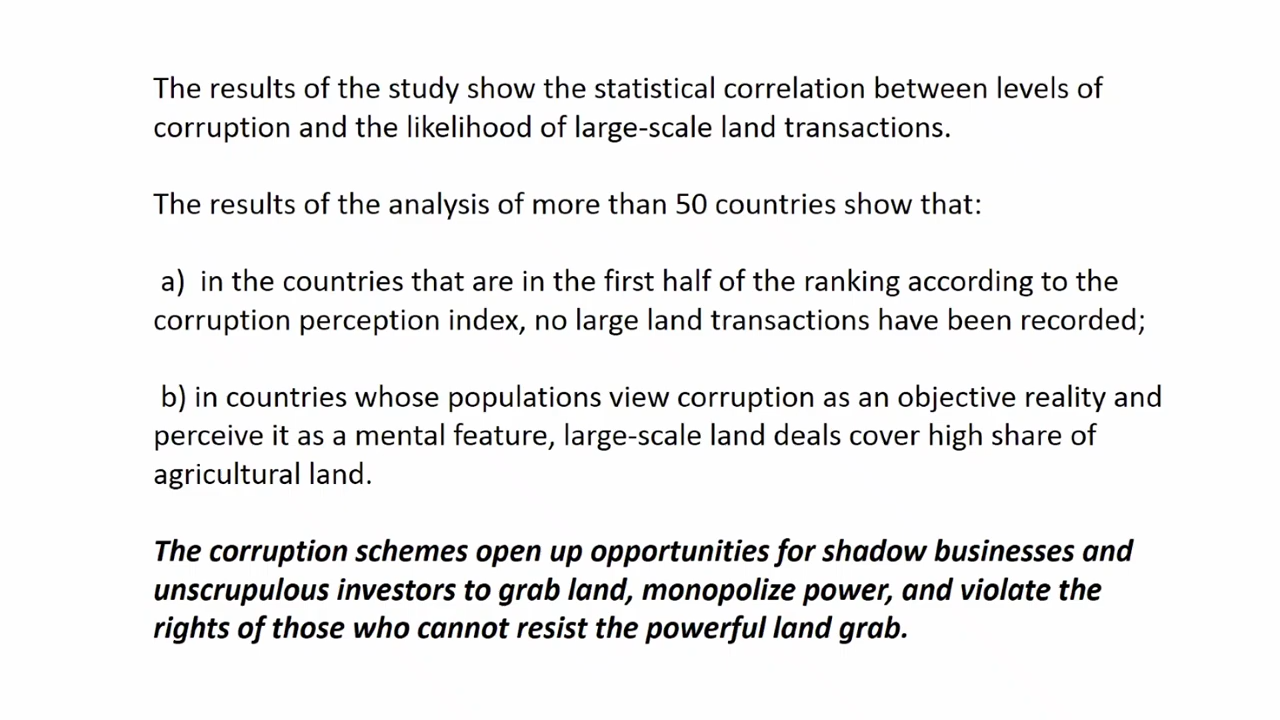 The results of the study show the statistical correlation between levels of
corruption and the likelihood of large-scale land transactions.
The results of the analysis of more than 50 countries show that:
a)  in the countries that are in the first half of the ranking according to the
corruption perception index, no large land transactions have been recorded;
b) in countries whose populations view corruption as an objective reality and
perceive it as a mental feature, large-scale land deals cover high share of
agricultural land.
The corruption schemes open up opportunities for shadow businesses and
unscrupulous investors to grab land, monopolize power, and violate the
rights of those who cannot resist the powerful land grab.